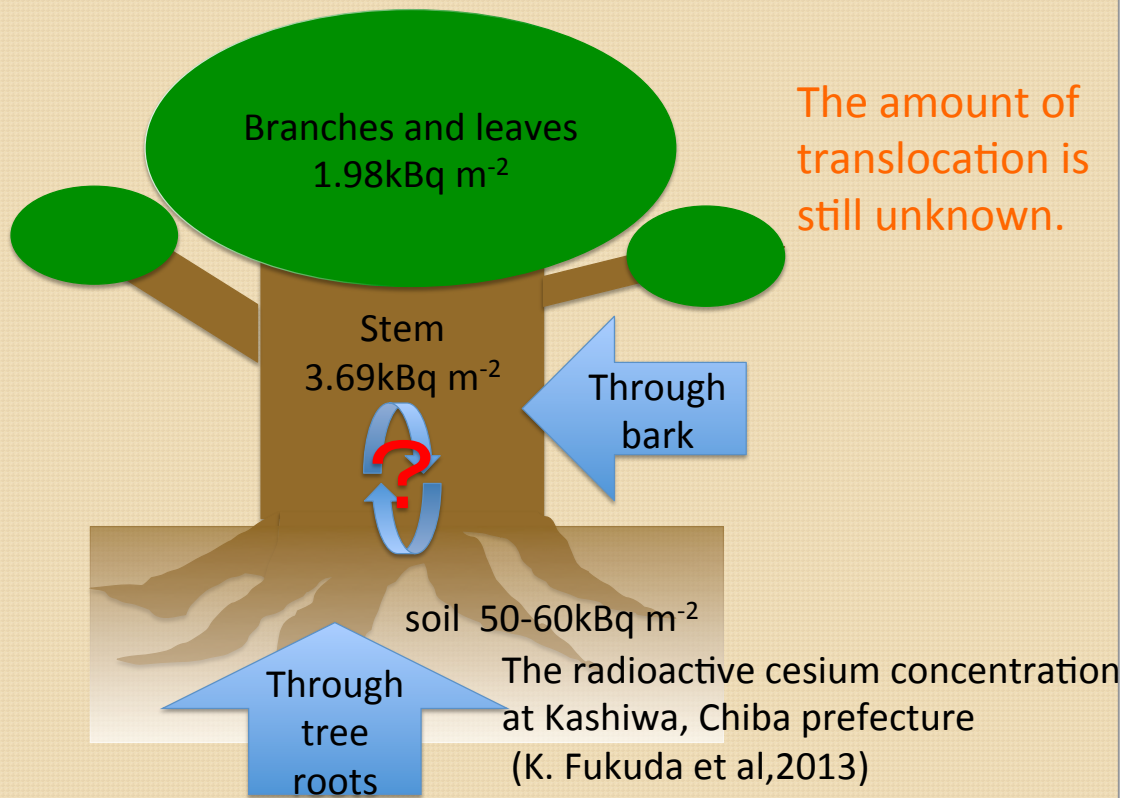 Branches and leaves
1.98kBq m-2
The amount of
translocation is
still unknown.
Stem
3.69kBq m-2
Through
bark
?
soil 50-60kBq m-2
Through
tree
roots
The radioactive cesium concentration
at Kashiwa, Chiba prefecture
(K. Fukuda et al,2013)